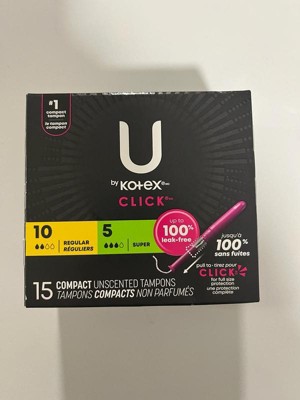 #1
compact
tampon
le tampon
compact
U
by kotex
CLICK
10
REGULAR
RÉGULIERS
5
SUPER
up to
100%
leak-free
jusqu'à
100%
sans fuites
pull to • tirez pour
CLICK
for full size
protection
une protection
complète
15 COMPACT UNSCENTED TAMPONS
TAMPONS COMPACTS NON PARFUMÉS